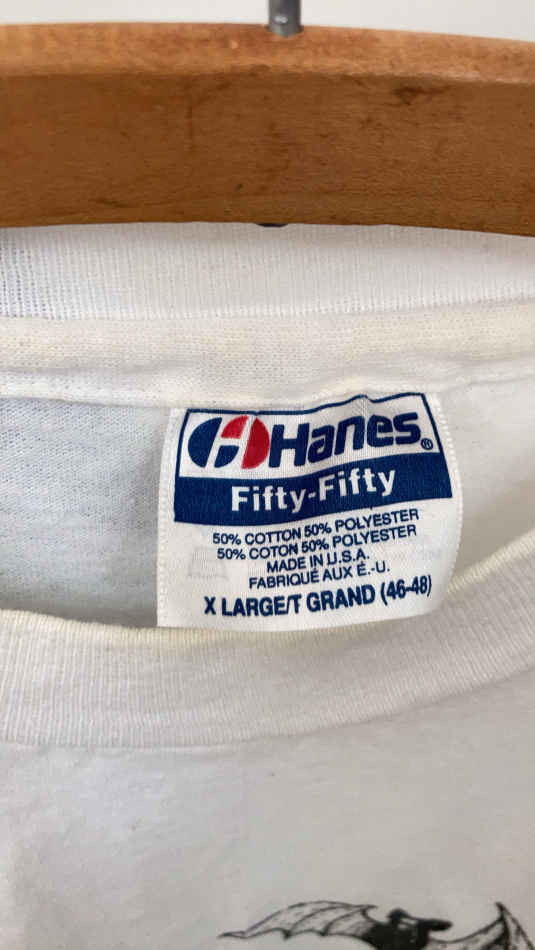 Hanes®
Fifty-Fifty
50% COTTON 50% POLYESTER
50% COTON 50% POLYESTER
MADE IN U.S.A.
FABRIQUÉ AUX É.-U.
X LARGE/T GRAND (46-48)